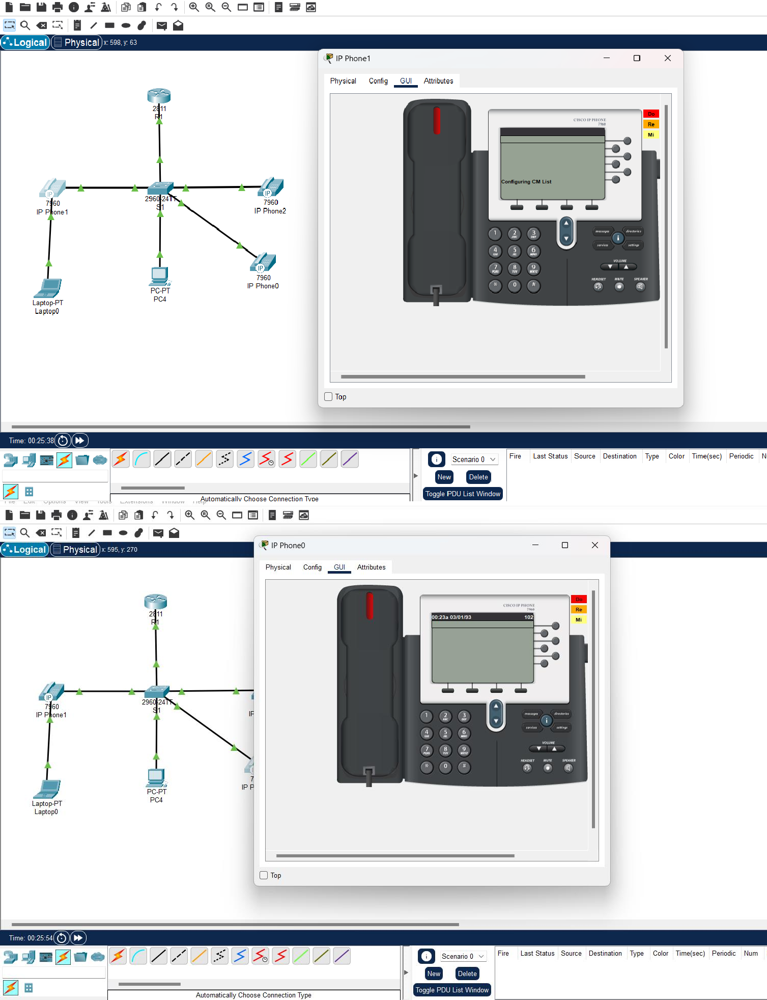 Logical
Physical
x: 598, y: 63
IP Phone1
Physical
Config
GUI
Attributes
CISCO IP PHONE
7960
Do
Re
Mi
Configuring CM List
1
2
ABC
3
DEF
4
GHI
5
JKL
6
MNO
7
PQRS
8
TUV
9
WXYZ
*
0
#
messages
directories
i
services
settings
VOLUME
HEADSET
MUTE
SPEAKER
Top
2811
R1
IP
7960
IP Phone1
2960-24TT
S1
IP
7960
IP Phone2
IP
7960
IP Phone0
PC-PT
PC4
Laptop-PT
Laptop0
Time: 00:25:38
Scenario 0
New
Delete
Toggle PDU List Window
Fire
Last Status
Source
Destination
Type
Color
Time(sec)
Periodic
N
Automatically Choose Connection Type
File Edit Options View Tools Extensions Window Help
Logical
Physical
x: 595, y: 270
IP Phone0
Physical
Config
GUI
Attributes
CISCO IP PHONE
7960
Do
Re
Mi
00:23a 03/01/93
102
1
2
ABC
3
DEF
4
GHI
5
JKL
6
MNO
7
PQRS
8
TUV
9
WXYZ
*
0
#
messages
directories
i
services
settings
VOLUME
HEADSET
MUTE
SPEAKER
Top
2811
R1
IP
7960
IP Phone1
2960-24TT
S1
IP
7
IP P
PC-PT
PC4
Laptop-PT
Laptop0
Time: 00:25:54
Scenario 0
New
Delete
Toggle PDU List Window
Fire
Last Status
Source
Destination
Type
Color
Time(sec)
Periodic
Num
Automatically Choose Connection Type